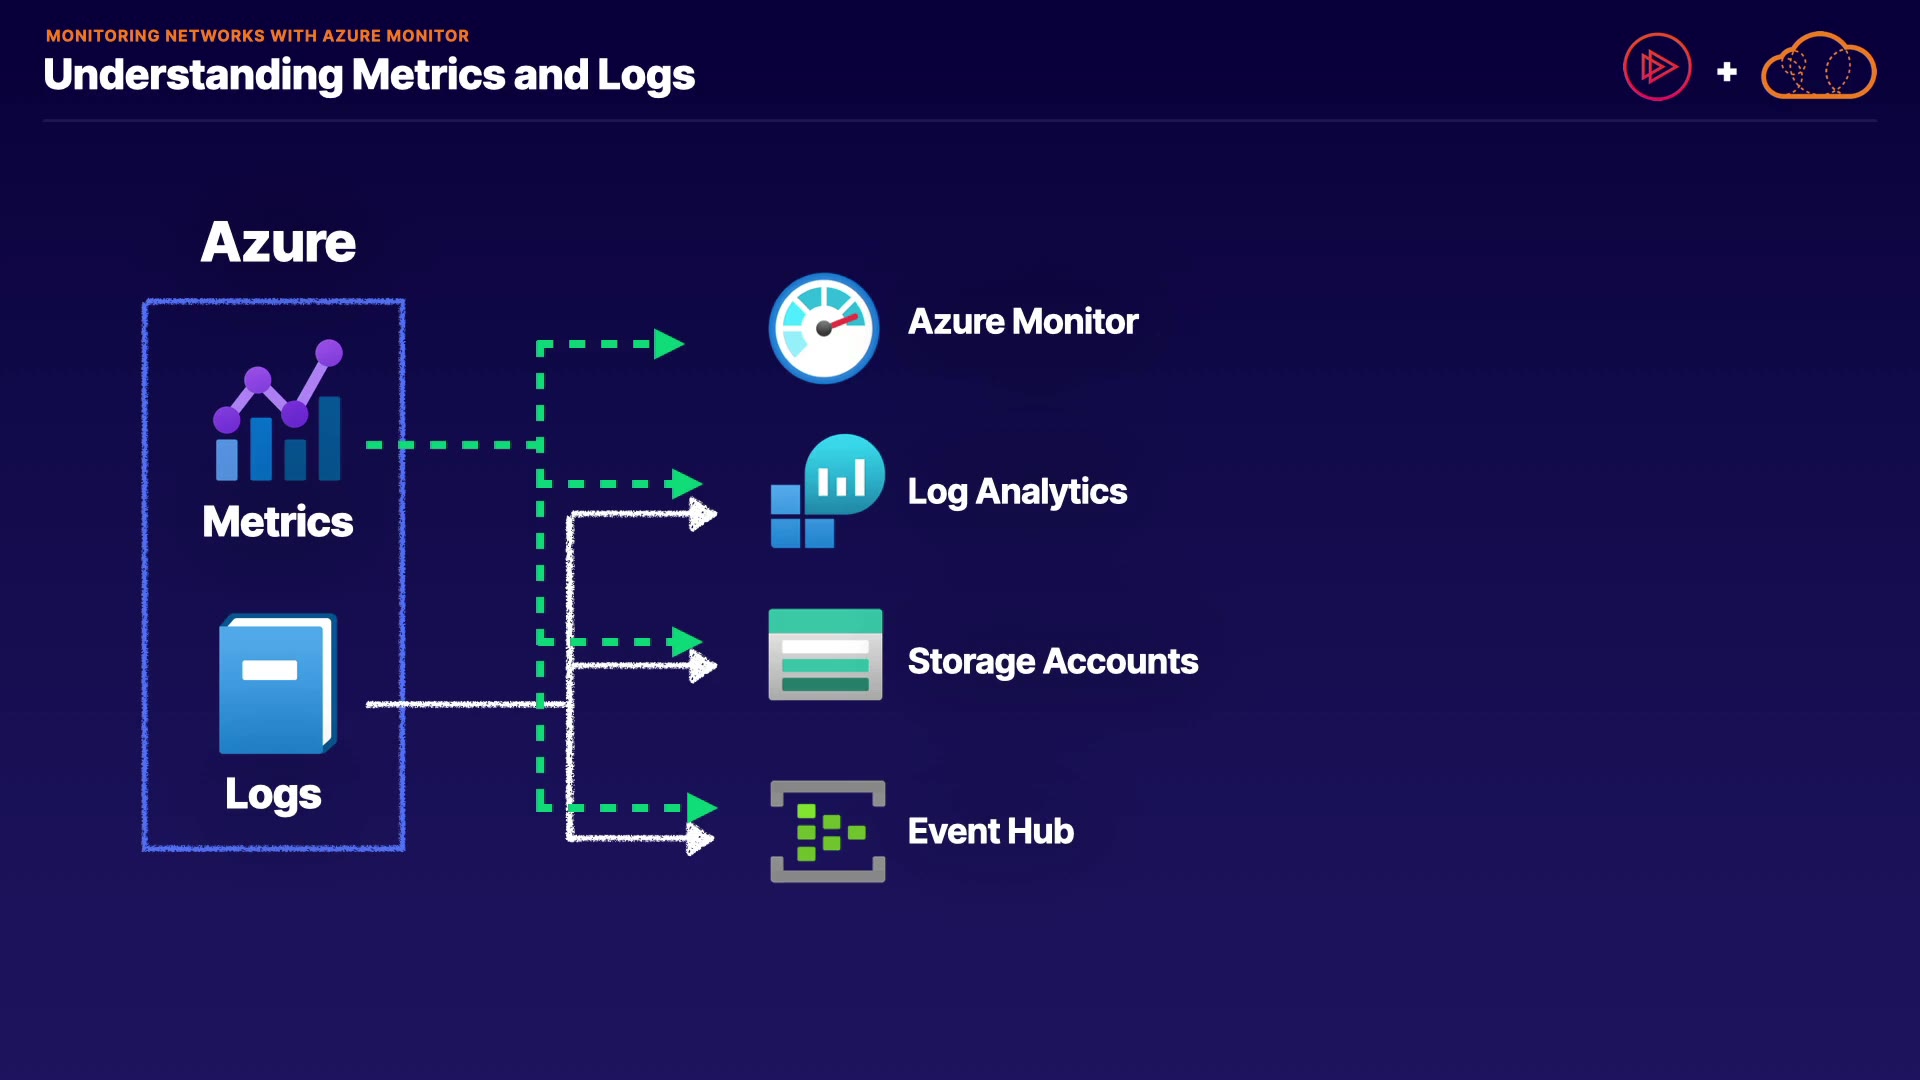 MONITORING NETWORKS WITH AZURE MONITOR
Understanding Metrics and Logs
Azure
Metrics
Logs
Azure Monitor
Log Analytics
Storage Accounts
Event Hub